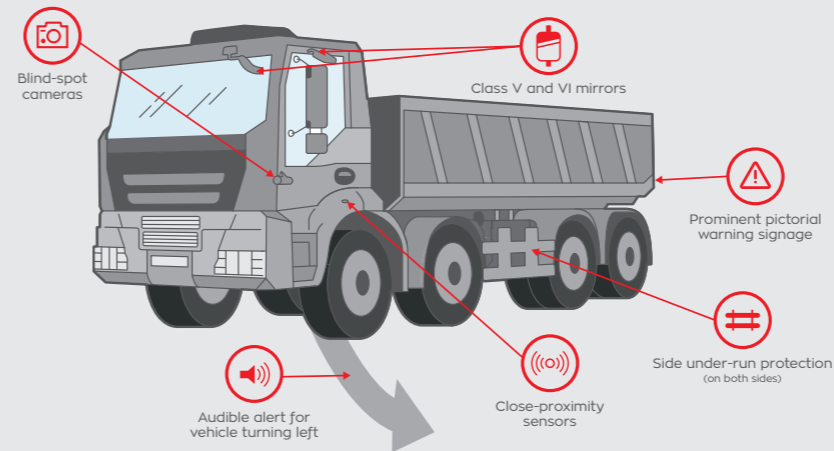 Blind-spot
cameras
Class V and VI mirrors
Prominent pictorial
warning signage
Side under-run protection
(on both sides)
Close-proximity
sensors
Audible alert for
vehicle turning left